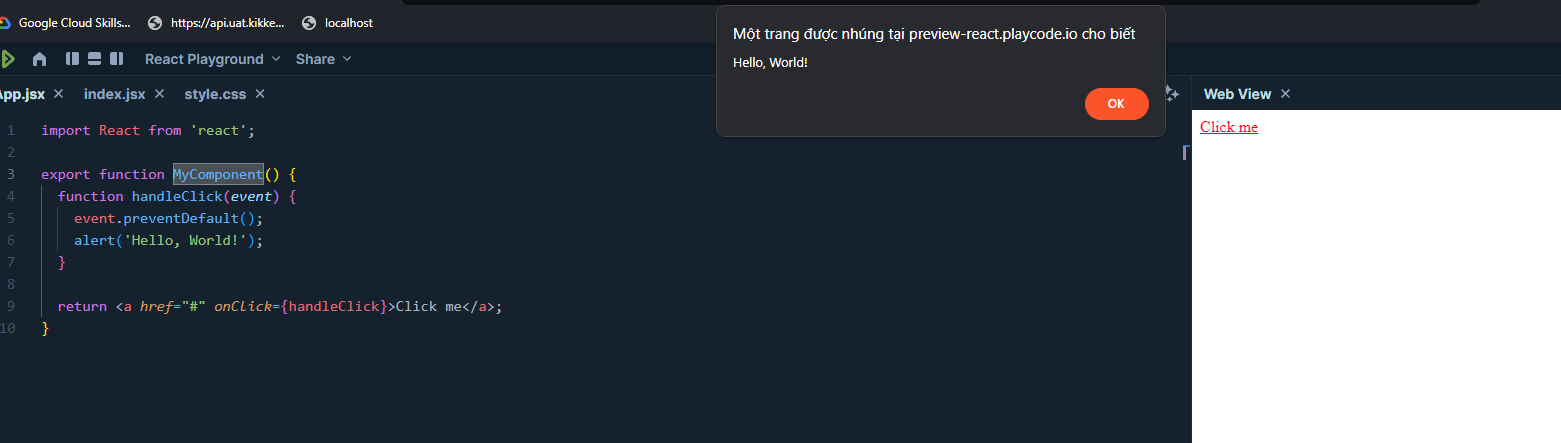 Google Cloud Skills...
https://api.uat.kikke...
localhost
Một trang được nhúng tại preview-react.playcode.io cho biết
Hello, World!
OK
React Playground
Share
App.jsx
index.jsx
style.css
Web View
1 import React from 'react';
2
3 export function MyComponent() {
4 function handleClick(event) {
5 event.preventDefault();
6 alert('Hello, World!');
7 }
8
9 return <a href="#" onClick={handleClick}>Click me</a>;
10 }
Click me